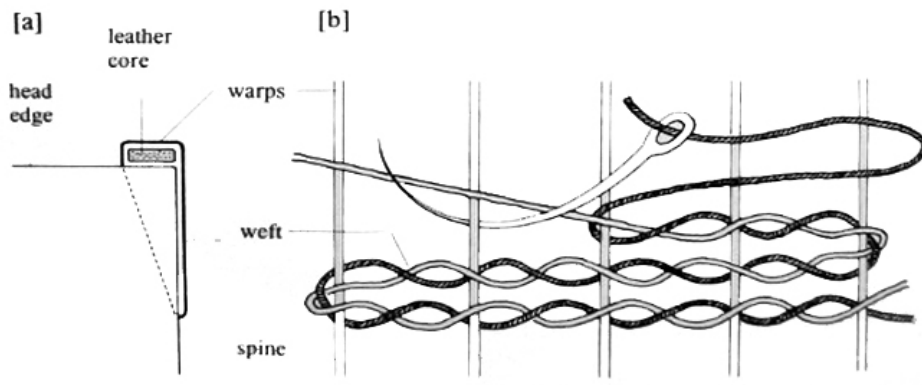 [a]
[b]
leather
core
head
edge
warps
weft
spine